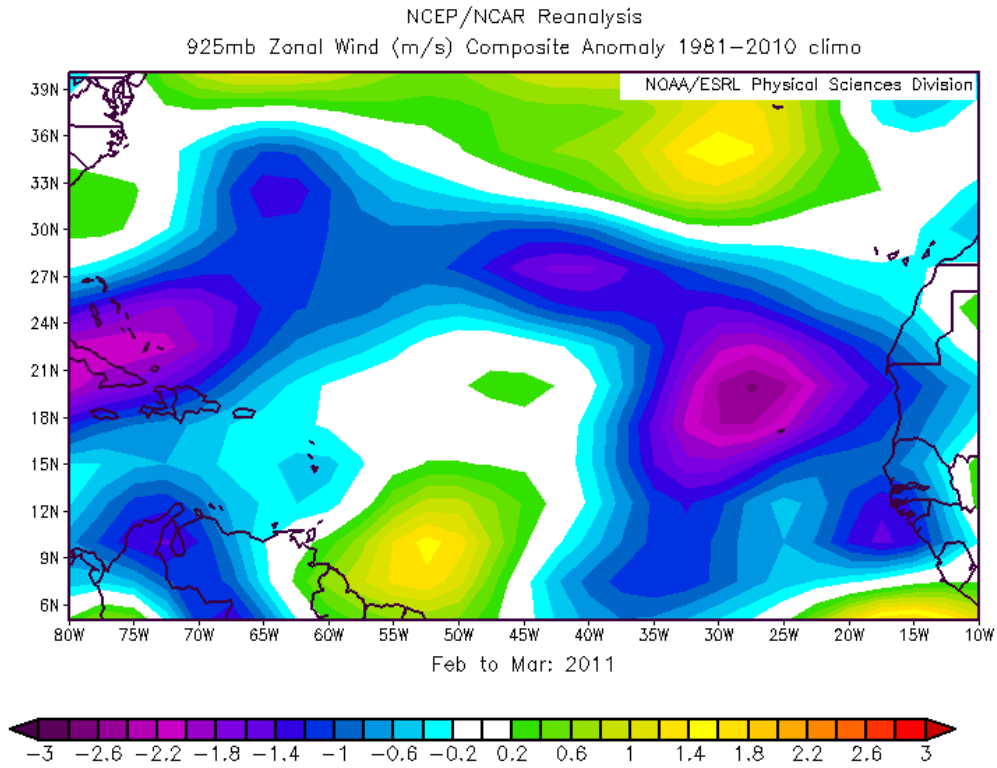 NCEP/NCAR Reanalysis
925mb Zonal Wind (m/s) Composite Anomaly 1981-2010 climo
NOAA/ESRL Physical Sciences Division
39N
36N
33N
30N
27N
24N
21N
18N
15N
12N
9N
6N
80W 75W 70W 65W 60W 55W 50W 45W 40W 35W 30W 25W 20W 15W 10W
Feb to Mar: 2011
-3 -2.6 -2.2 -1.8 -1.4 -1 -0.6 -0.2 0.2 0.6 1 1.4 1.8 2.2 2.6 3